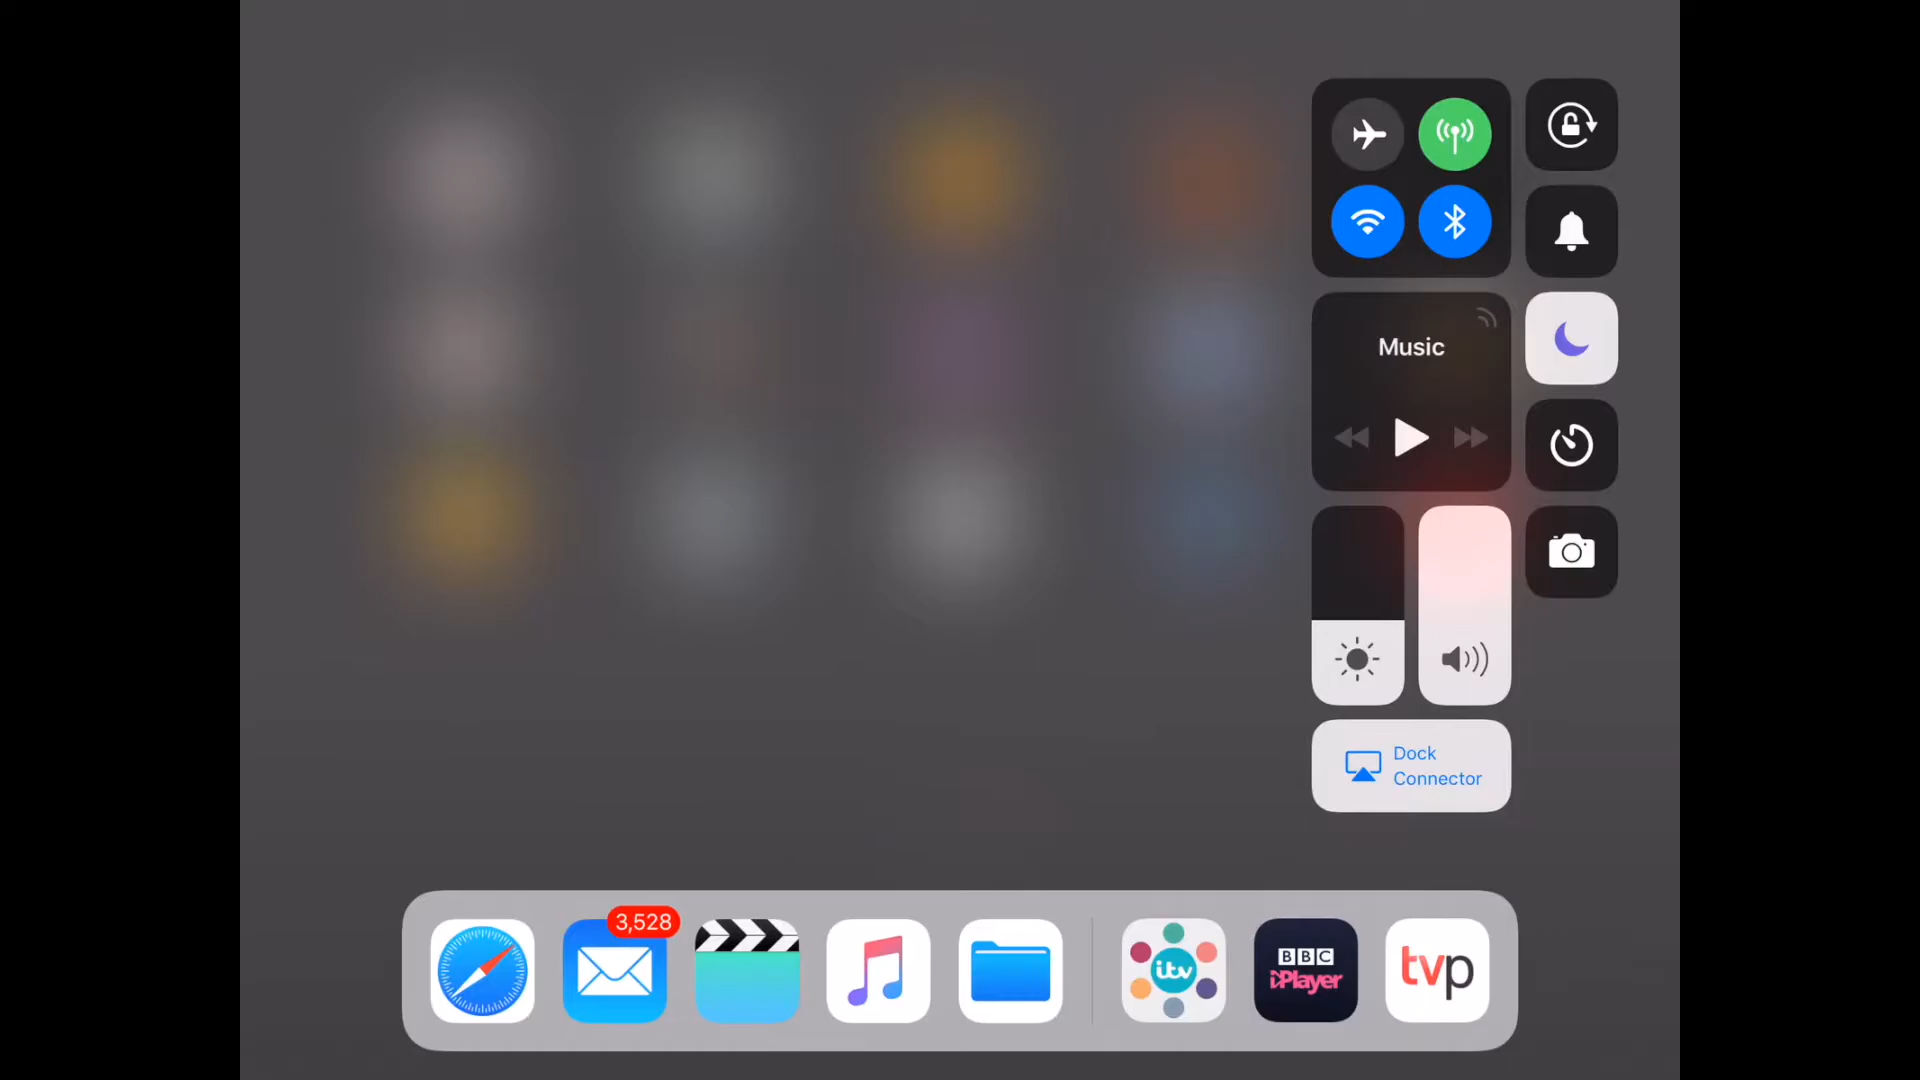 Music
Dock
Connector
3,528
itv
BBC
iPlayer
tvp